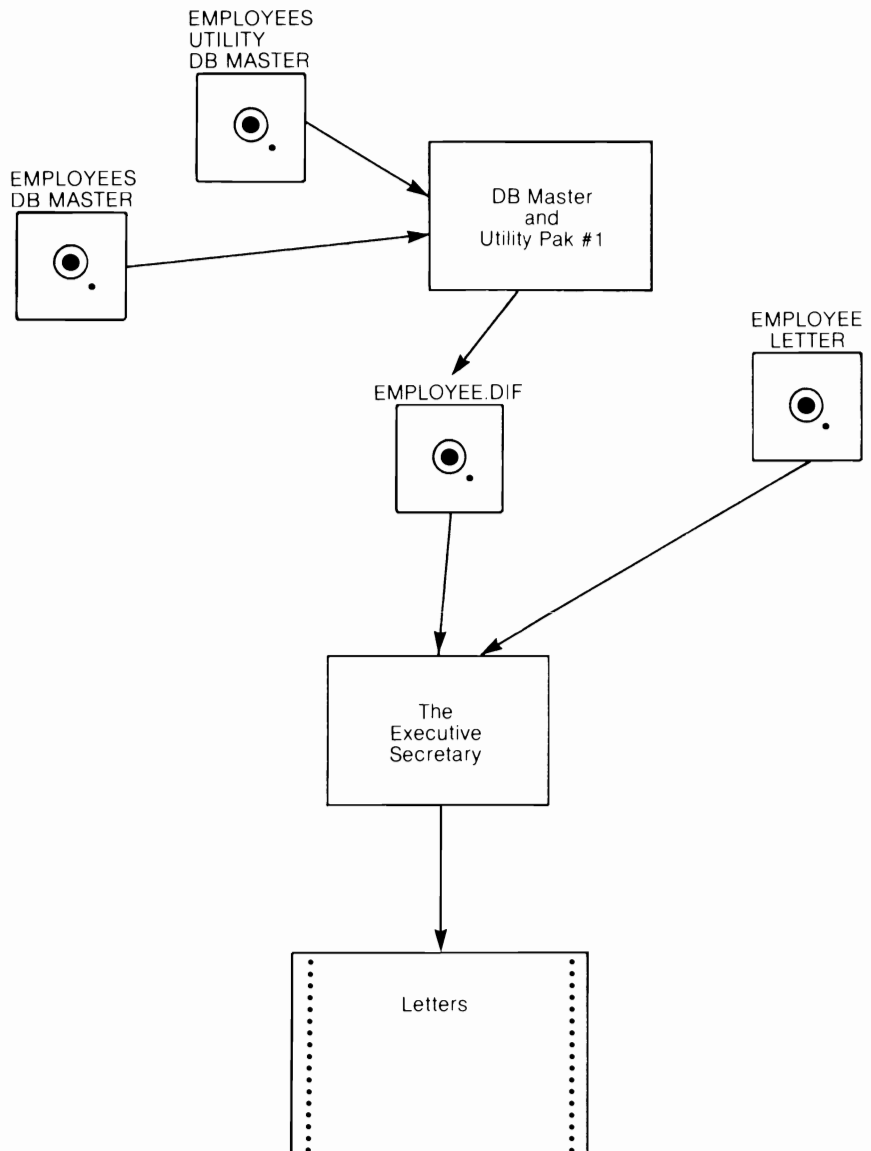 EMPLOYEES
UTILITY
DB MASTER
EMPLOYEES
DB MASTER
DB Master
and
Utility Pak #1
EMPLOYEE
LETTER
EMPLOYEE.DIF
The
Executive
Secretary
Letters